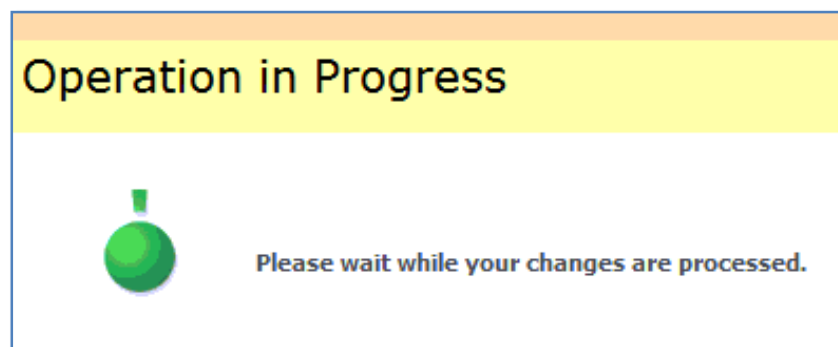 Operation in Progress
Please wait while your changes are processed.